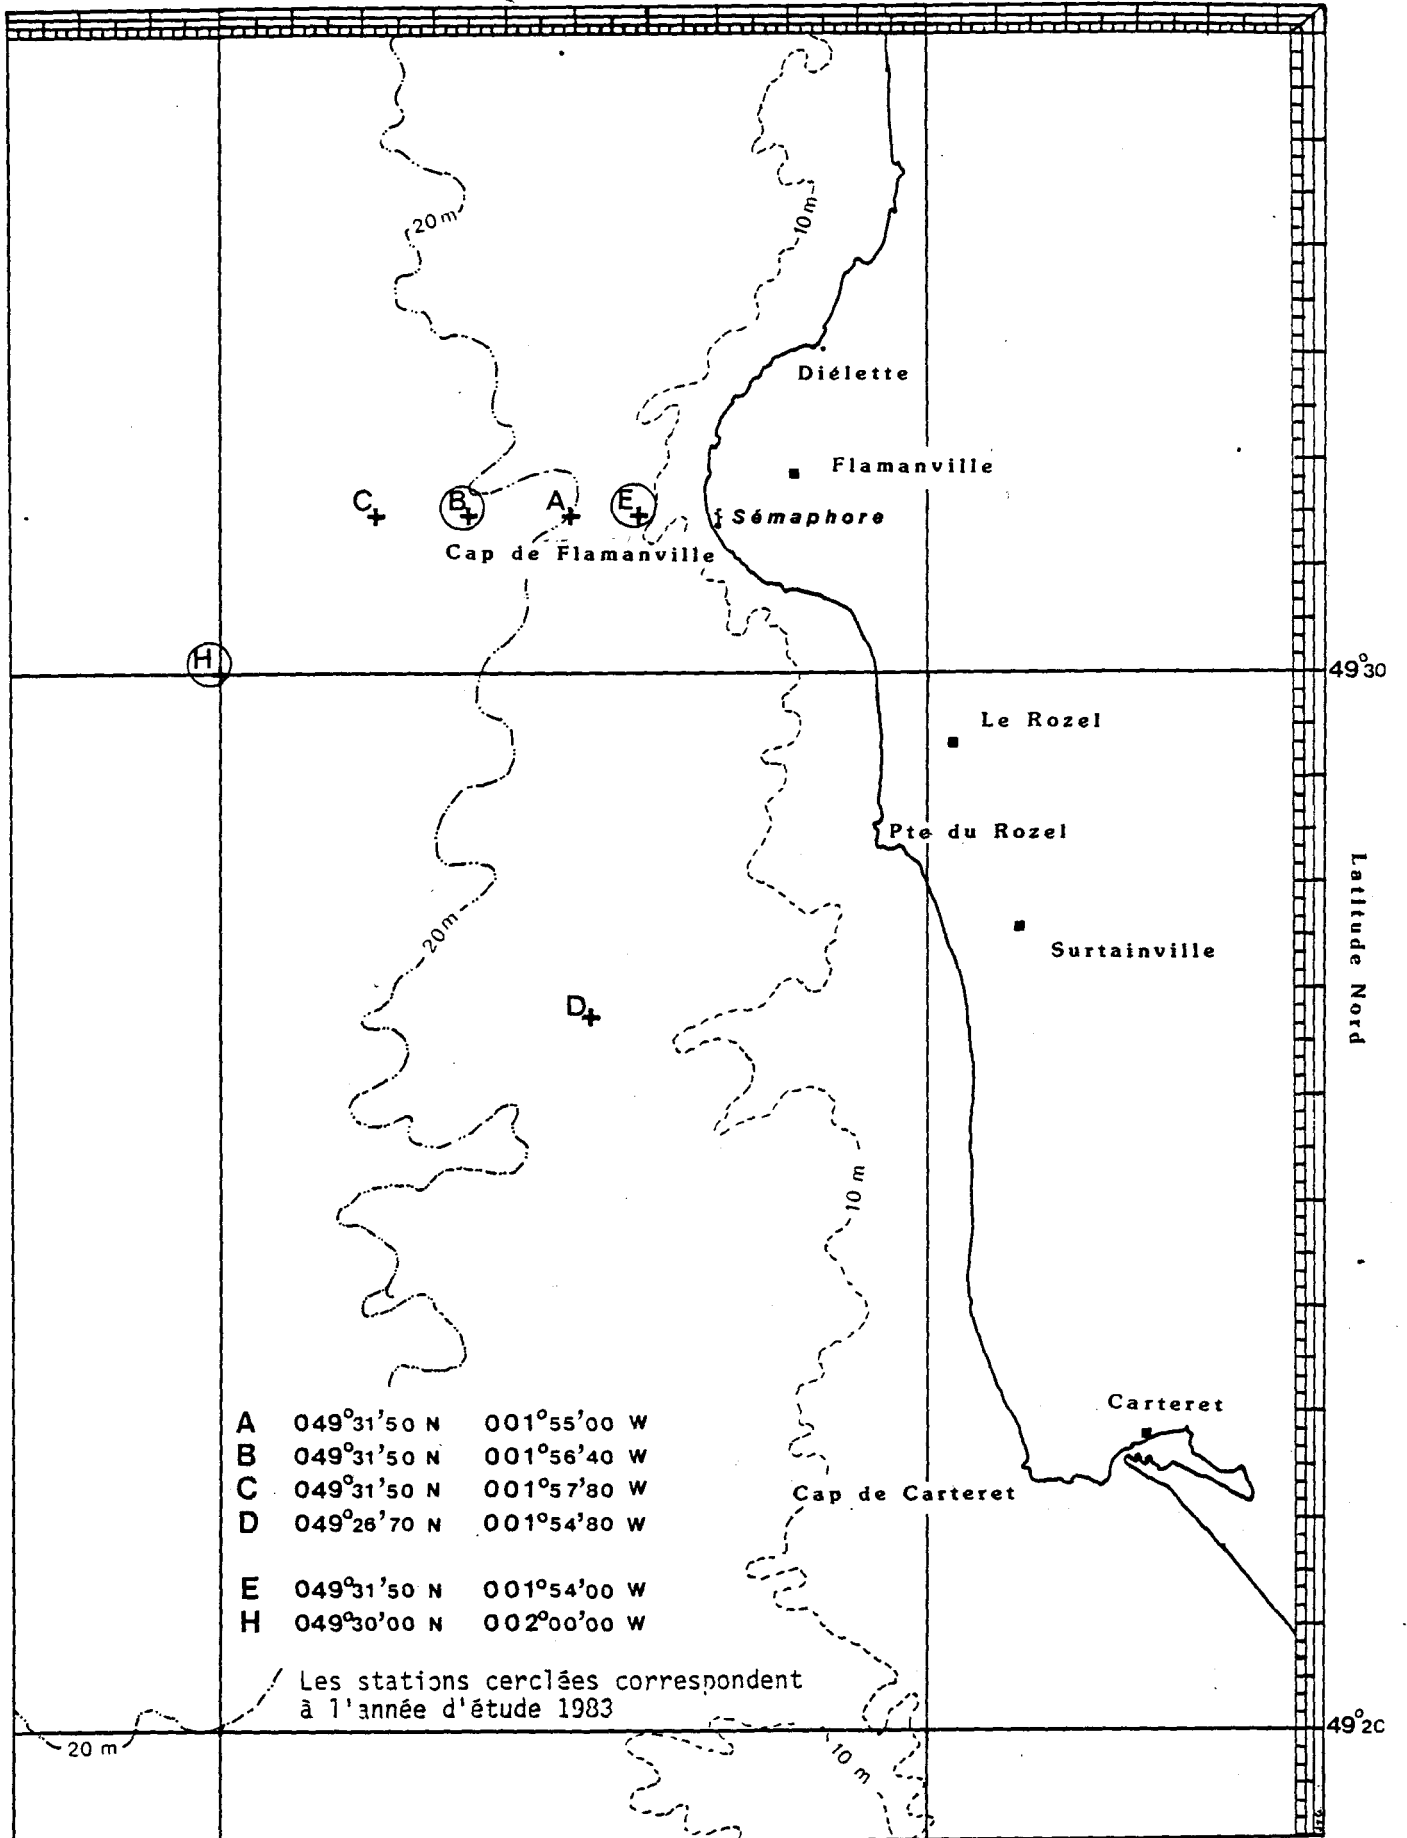 20 m
10 m
Diélette
Flamanville
C
B
A
E
Sémaphore
Cap de Flamanville
H
49°30
Le Rozel
Pte du Rozel
Latitude Nord
20m
Surtainville
D
10 m
Carteret
Cap de Carteret
A 049°31'50 N 001°55'00 W
B 049°31'50 N 001°56'40 W
C 049°31'50 N 001°57'80 W
D 049°26'70 N 001°54'80 W
E 049°31'50 N 001°54'00 W
H 049°30'00 N 002°00'00 W
Les stations cerclées correspondent
à l'année d'étude 1983
20 m
10 m
49°20